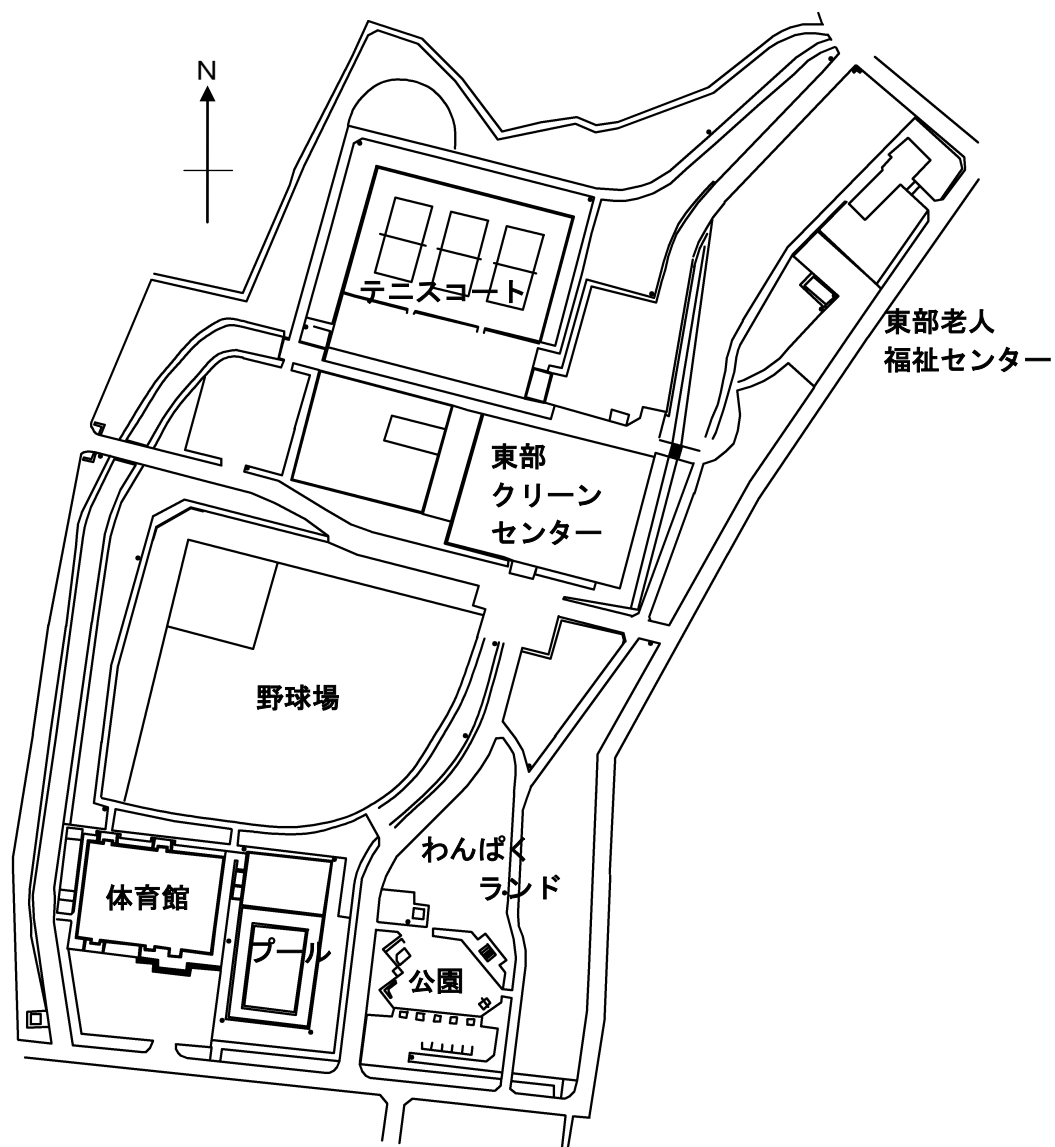 N
テニスコート
東部老人
福祉センター
東部
クリーン
センター
野球場
わんぱく
ランド
体育館
プール
公園